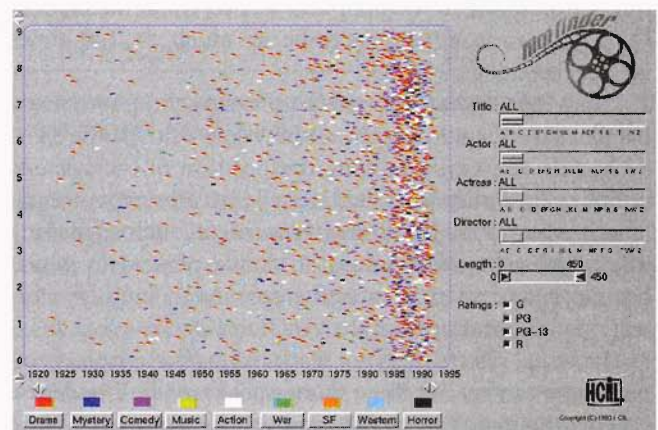 film finder
9
8
7
6
5
4
3
2
1
0
1920 1925 1930 1935 1940 1945 1950 1955 1960 1965 1970 1975 1980 1985 1990 1995
Drama Mystery Comedy Music Action War SF Western Horror
Title : ALL
Actor : ALL
Actress : ALL
Director : ALL
Length : 0 450
0 450
Ratings : G
PG
PG-13
R
HCIL